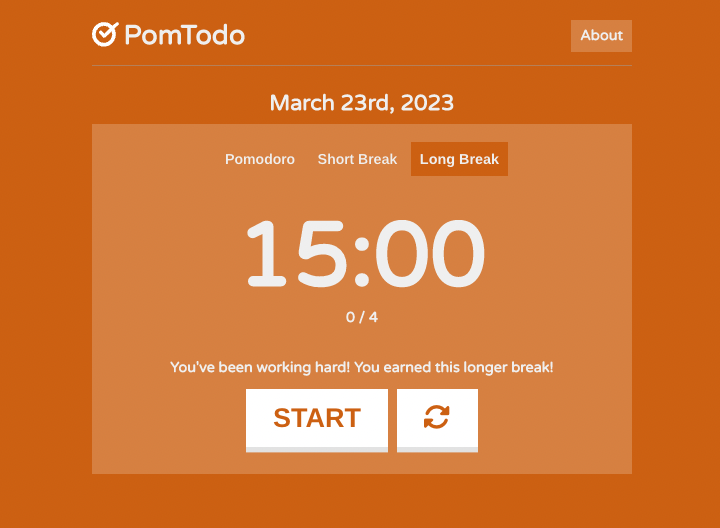 PomTodo
About
March 23rd, 2023
Pomodoro Short Break Long Break
15:00
0 / 4
You've been working hard! You earned this longer break!
START